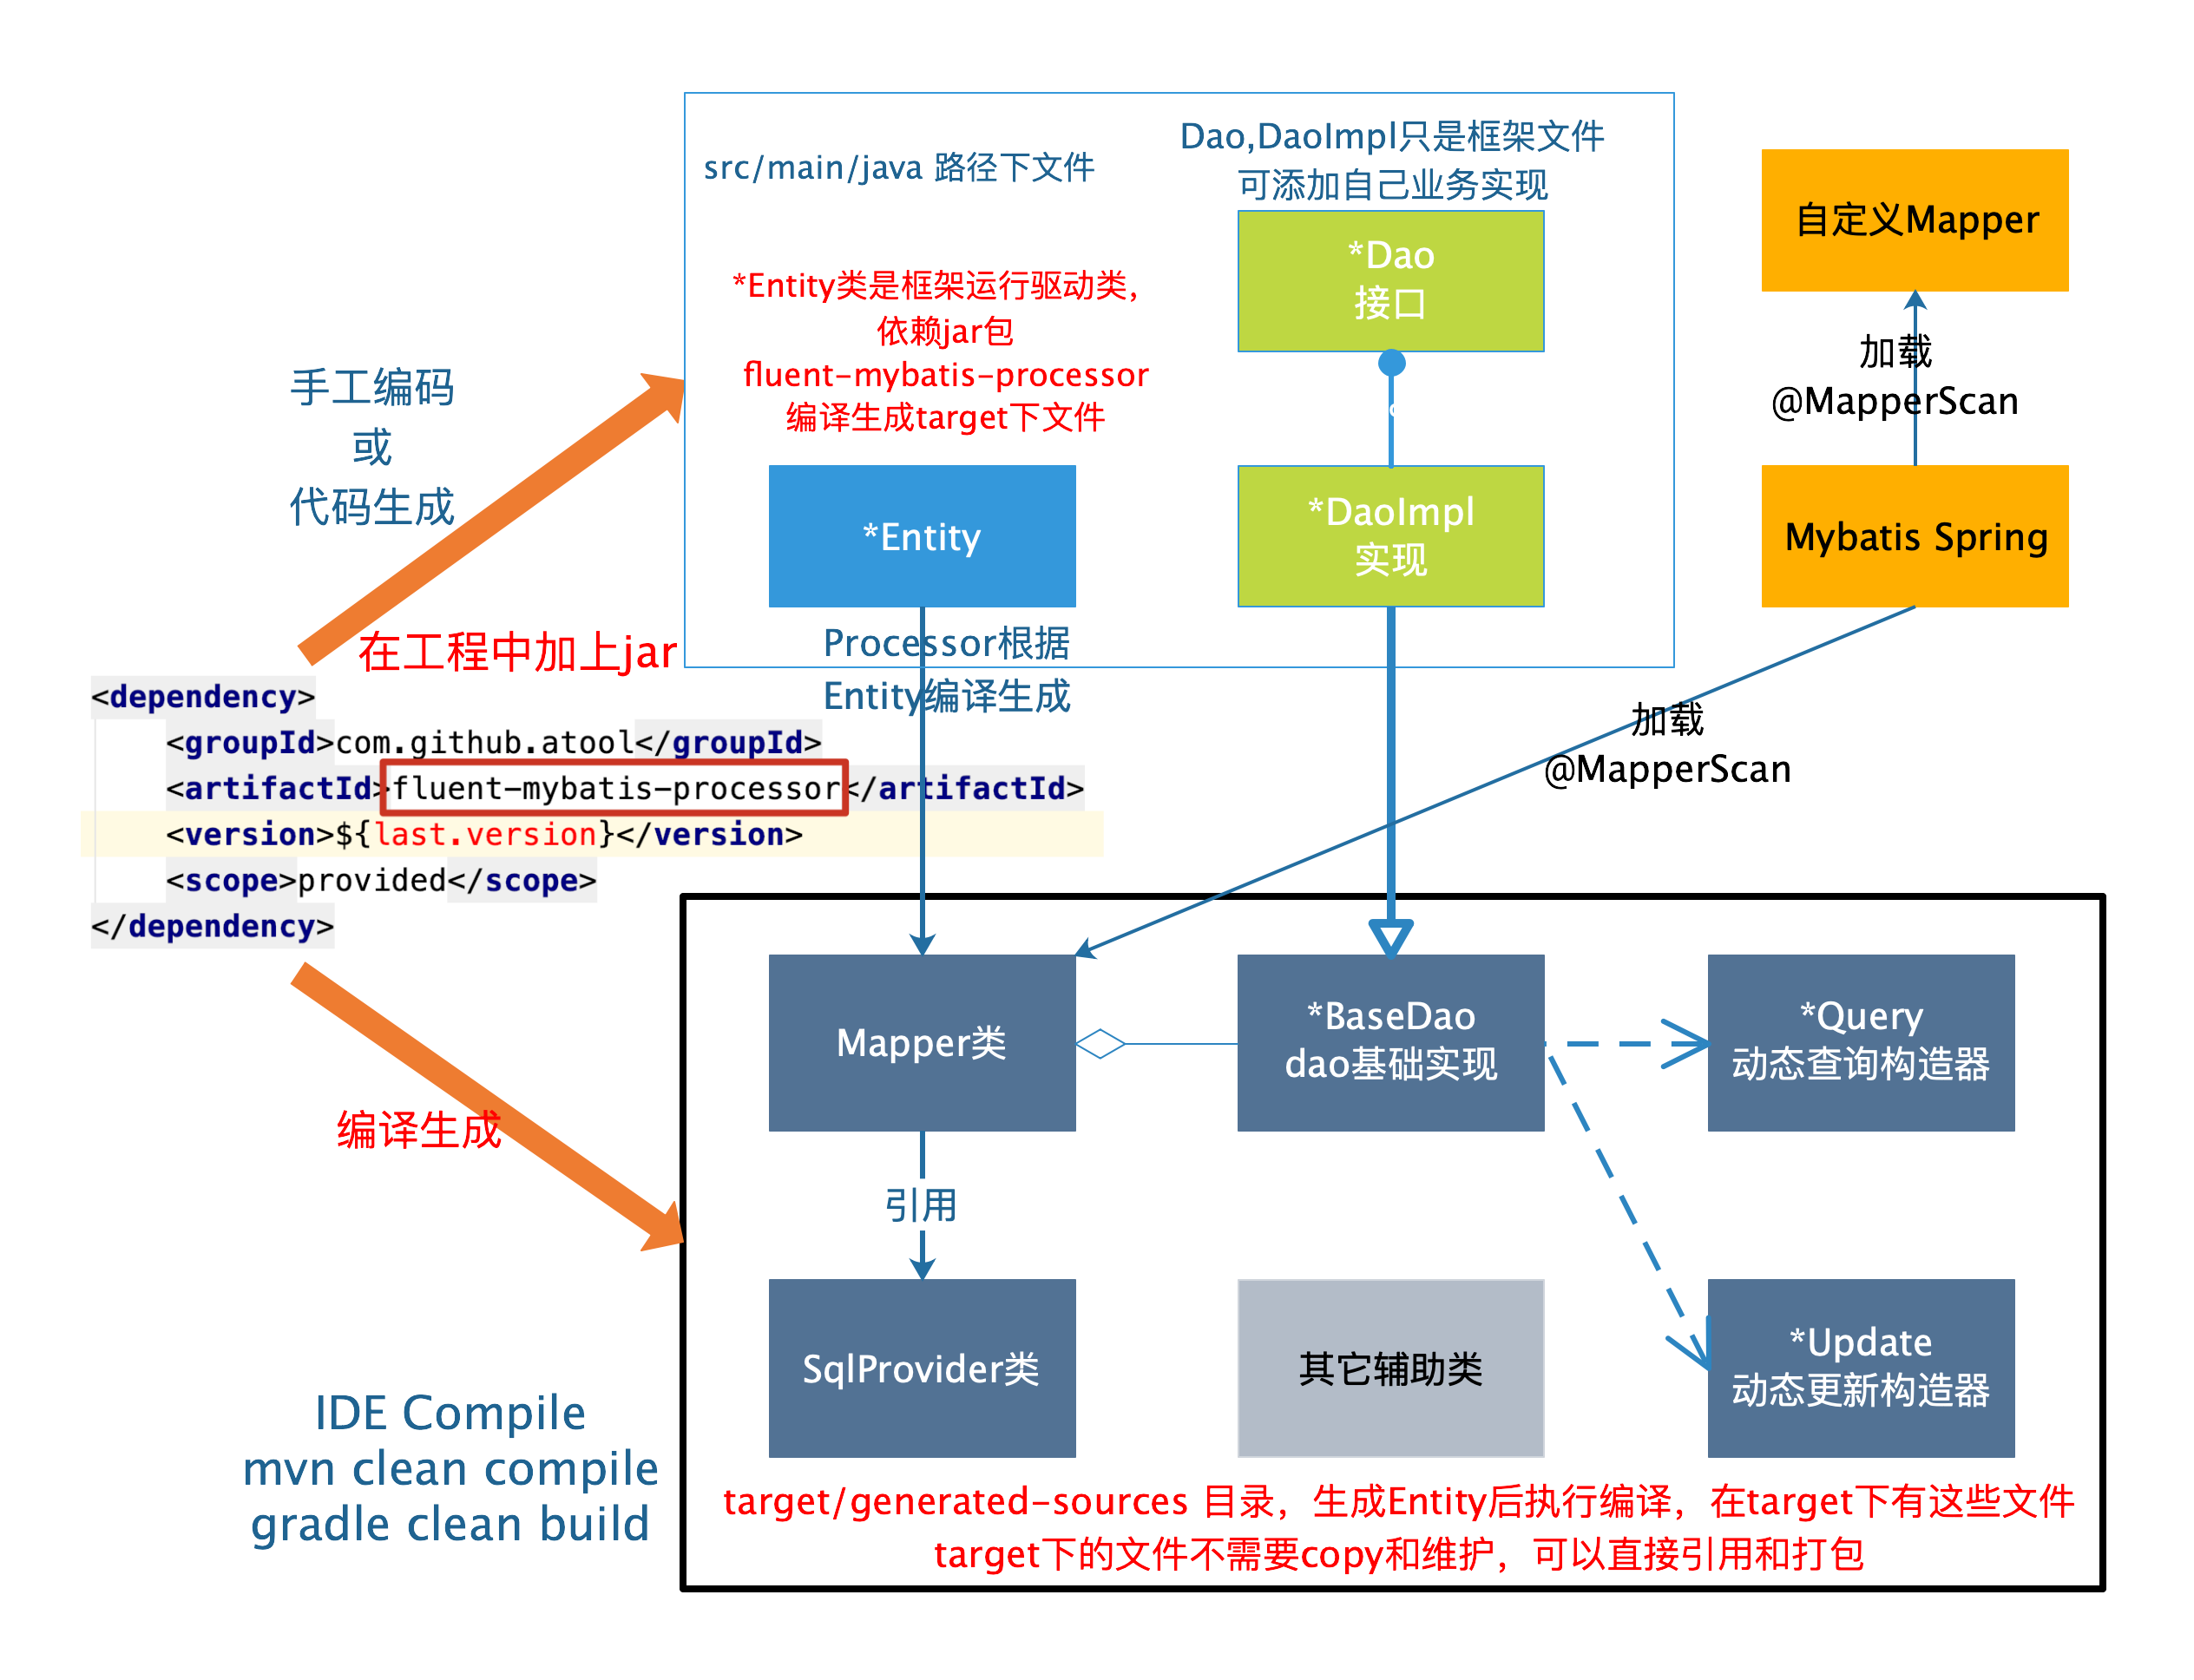 src/main/java 路径下文件
Dao,DaoImpl只是框架文件
可添加自己业务实现
*Entity类是框架运行驱动类，
依赖jar包
fluent-mybatis-processor
编译生成target下文件
*Dao
接口
自定义Mapper
加载
@MapperScan
手工编码
或
代码生成
*Entity
*DaoImpl
实现
Mybatis Spring
在工程中加上jar
Processor根据
Entity编译生成
<dependency>
<groupId>com.github.atool</groupId>
<artifactId>fluent-mybatis-processor</artifactId>
<version>${last.version}</version>
<scope>provided</scope>
</dependency>
加载
@MapperScan
Mapper类
*BaseDao
dao基础实现
*Query
动态查询构造器
编译生成
引用
SqlProvider类
其它辅助类
*Update
动态更新构造器
IDE Compile
mvn clean compile
gradle clean build
target/generated-sources 目录，生成Entity后执行编译，在target下有这些文件
target下的文件不需要copy和维护，可以直接引用和打包